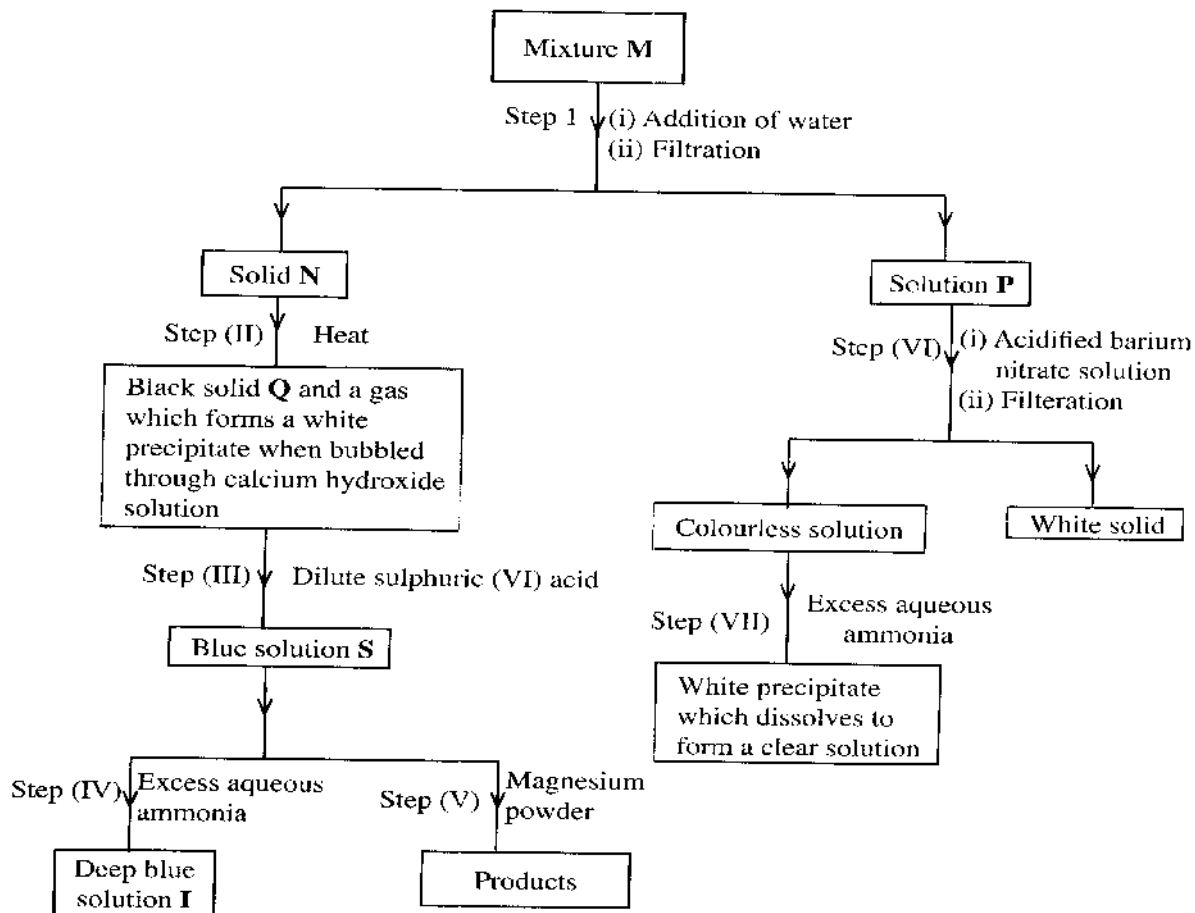 Mixture M
Step 1
(i) Addition of water
(ii) Filtration
Solid N
Solution P
Step (II)
Heat
Step (VI)
(i) Acidified barium
nitrate solution
(ii) Filteration
Black solid Q and a gas
which forms a white
precipitate when bubbled
through calcium hydroxide
solution
Colourless solution
White solid
Step (III)
Dilute sulphuric (VI) acid
Step (VII)
Excess aqueous
ammonia
Blue solution S
White precipitate
which dissolves to
form a clear solution
Step (IV)
Excess aqueous
ammonia
Step (V)
Magnesium
powder
Deep blue
solution I
Products